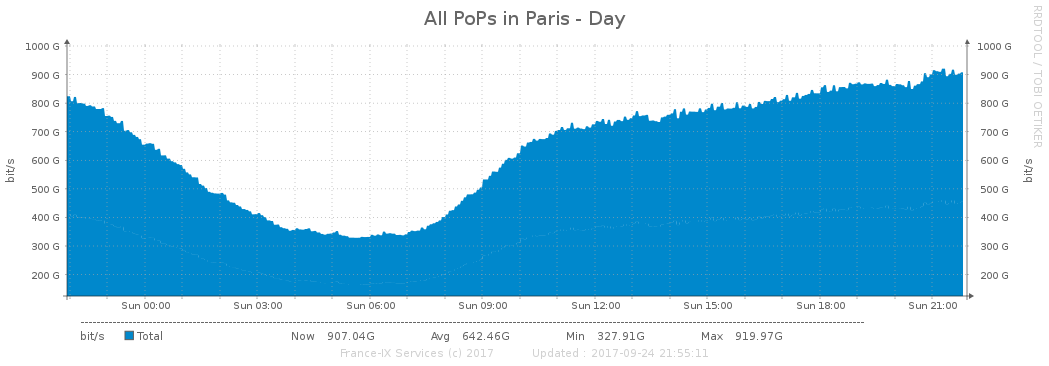 All PoPs in Paris - Day
RRDTOOL / TOBI OETIKER
1000 G 1000 G
900 G 900 G
800 G 800 G
700 G 700 G
600 G 600 G
500 G 500 G
400 G 400 G
300 G 300 G
200 G 200 G
bit/s bit/s
Sun 00:00 Sun 03:00 Sun 06:00 Sun 09:00 Sun 12:00 Sun 15:00 Sun 18:00 Sun 21:00
bit/s Total Now 907.04G Avg 642.46G Min 327.91G Max 919.97G
France-IX Services (c) 2017 Updated : 2017-09-24 21:55:11